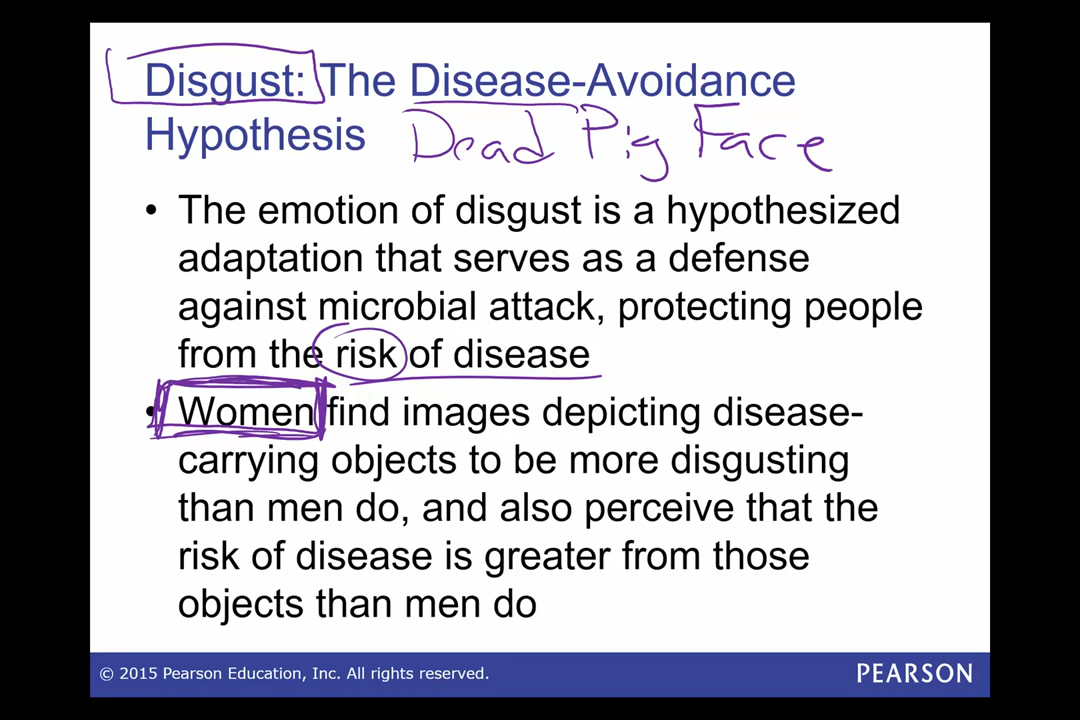 Disgust: The Disease-Avoidance
Hypothesis Dead Pig Face
• The emotion of disgust is a hypothesized
adaptation that serves as a defense
against microbial attack, protecting people
from the risk of disease
• Women find images depicting disease-
carrying objects to be more disgusting
than men do, and also perceive that the
risk of disease is greater from those
objects than men do
© 2015 Pearson Education, Inc. All rights reserved. PEARSON